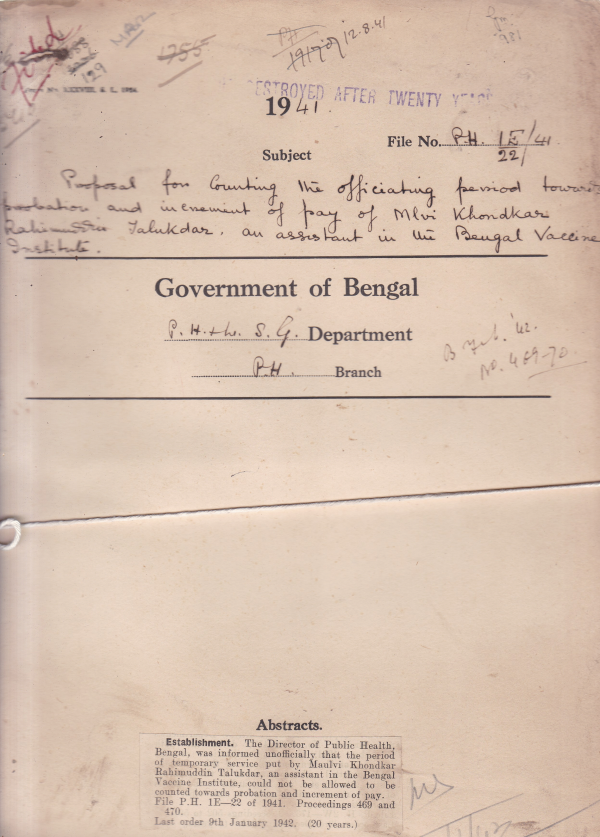 12.8.41
1755
129
DESTROYED AFTER TWENTY YEARS
1941.
File No. P.H. 1E/41
22
Subject
Proposal for Counting the officiating period towards
probation and increment of pay of Mlvi Khondkar
Rahimuddin Talukdar, an assistant in the Bengal Vaccine
Institute.
Government of Bengal
P. H. & L. S. G. Department
P.H. Branch
B '42.
No. 469-70.
Abstracts.
Establishment. The Director of Public Health,
Bengal, was informed unofficially that the period
of temporary service put by Maulvi Khondkar
Rahimuddin Talukdar, an assistant in the Bengal
Vaccine Institute, could not be allowed to be
counted towards probation and increment of pay.
File P.H. 1E—22 of 1941. Proceedings 469 and
470.
Last order 9th January 1942. (20 years.)